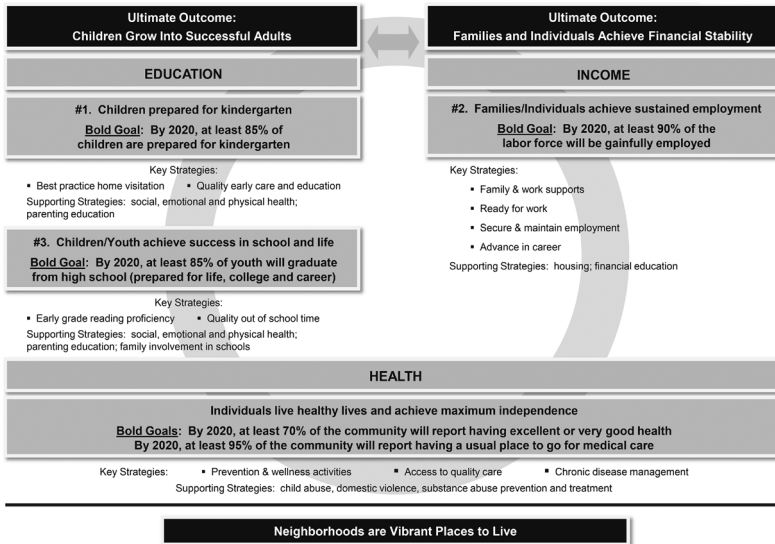 Ultimate Outcome:
Children Grow Into Successful Adults
EDUCATION
#1. Children prepared for kindergarten
Bold Goal: By 2020, at least 85% of
children are prepared for kindergarten
Key Strategies:
▪ Best practice home visitation ▪ Quality early care and education
Supporting Strategies: social, emotional and physical health;
parenting education
#3. Children/Youth achieve success in school and life
Bold Goal: By 2020, at least 85% of youth will graduate
from high school (prepared for life, college and career)
Key Strategies:
▪ Early grade reading proficiency ▪ Quality out of school time
Supporting Strategies: social, emotional and physical health;
parenting education; family involvement in schools
Ultimate Outcome:
Families and Individuals Achieve Financial Stability
INCOME
#2. Families/Individuals achieve sustained employment
Bold Goal: By 2020, at least 90% of the
labor force will be gainfully employed
Key Strategies:
▪ Family & work supports
▪ Ready for work
▪ Secure & maintain employment
▪ Advance in career
Supporting Strategies: housing; financial education
HEALTH
Individuals live healthy lives and achieve maximum independence
Bold Goals: By 2020, at least 70% of the community will report having excellent or very good health
By 2020, at least 95% of the community will report having a usual place to go for medical care
Key Strategies: ▪ Prevention & wellness activities ▪ Access to quality care ▪ Chronic disease management
Supporting Strategies: child abuse, domestic violence, substance abuse prevention and treatment
Neighborhoods are Vibrant Places to Live